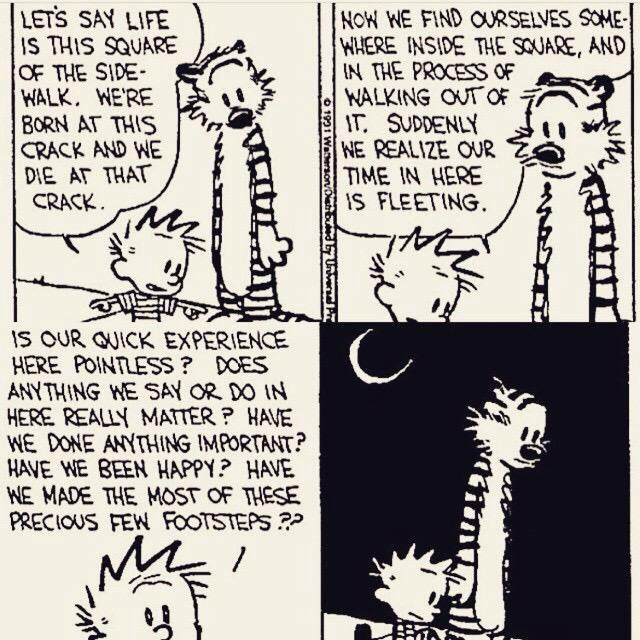 LET'S SAY LIFE
IS THIS SQUARE
OF THE SIDE-
WALK. WE'RE
BORN AT THIS
CRACK AND WE
DIE AT THAT
CRACK.
NOW WE FIND OURSELVES SOME-
WHERE INSIDE THE SQUARE, AND
IN THE PROCESS OF
WALKING OUT OF
IT. SUDDENLY
WE REALIZE OUR
TIME IN HERE
IS FLEETING.
© 1991 Watterson/Distributed by Universal
IS OUR QUICK EXPERIENCE
HERE POINTLESS? DOES
ANYTHING WE SAY OR DO IN
HERE REALLY MATTER? HAVE
WE DONE ANYTHING IMPORTANT?
HAVE WE BEEN HAPPY? HAVE
WE MADE THE MOST OF THESE
PRECIOUS FEW FOOTSTEPS??